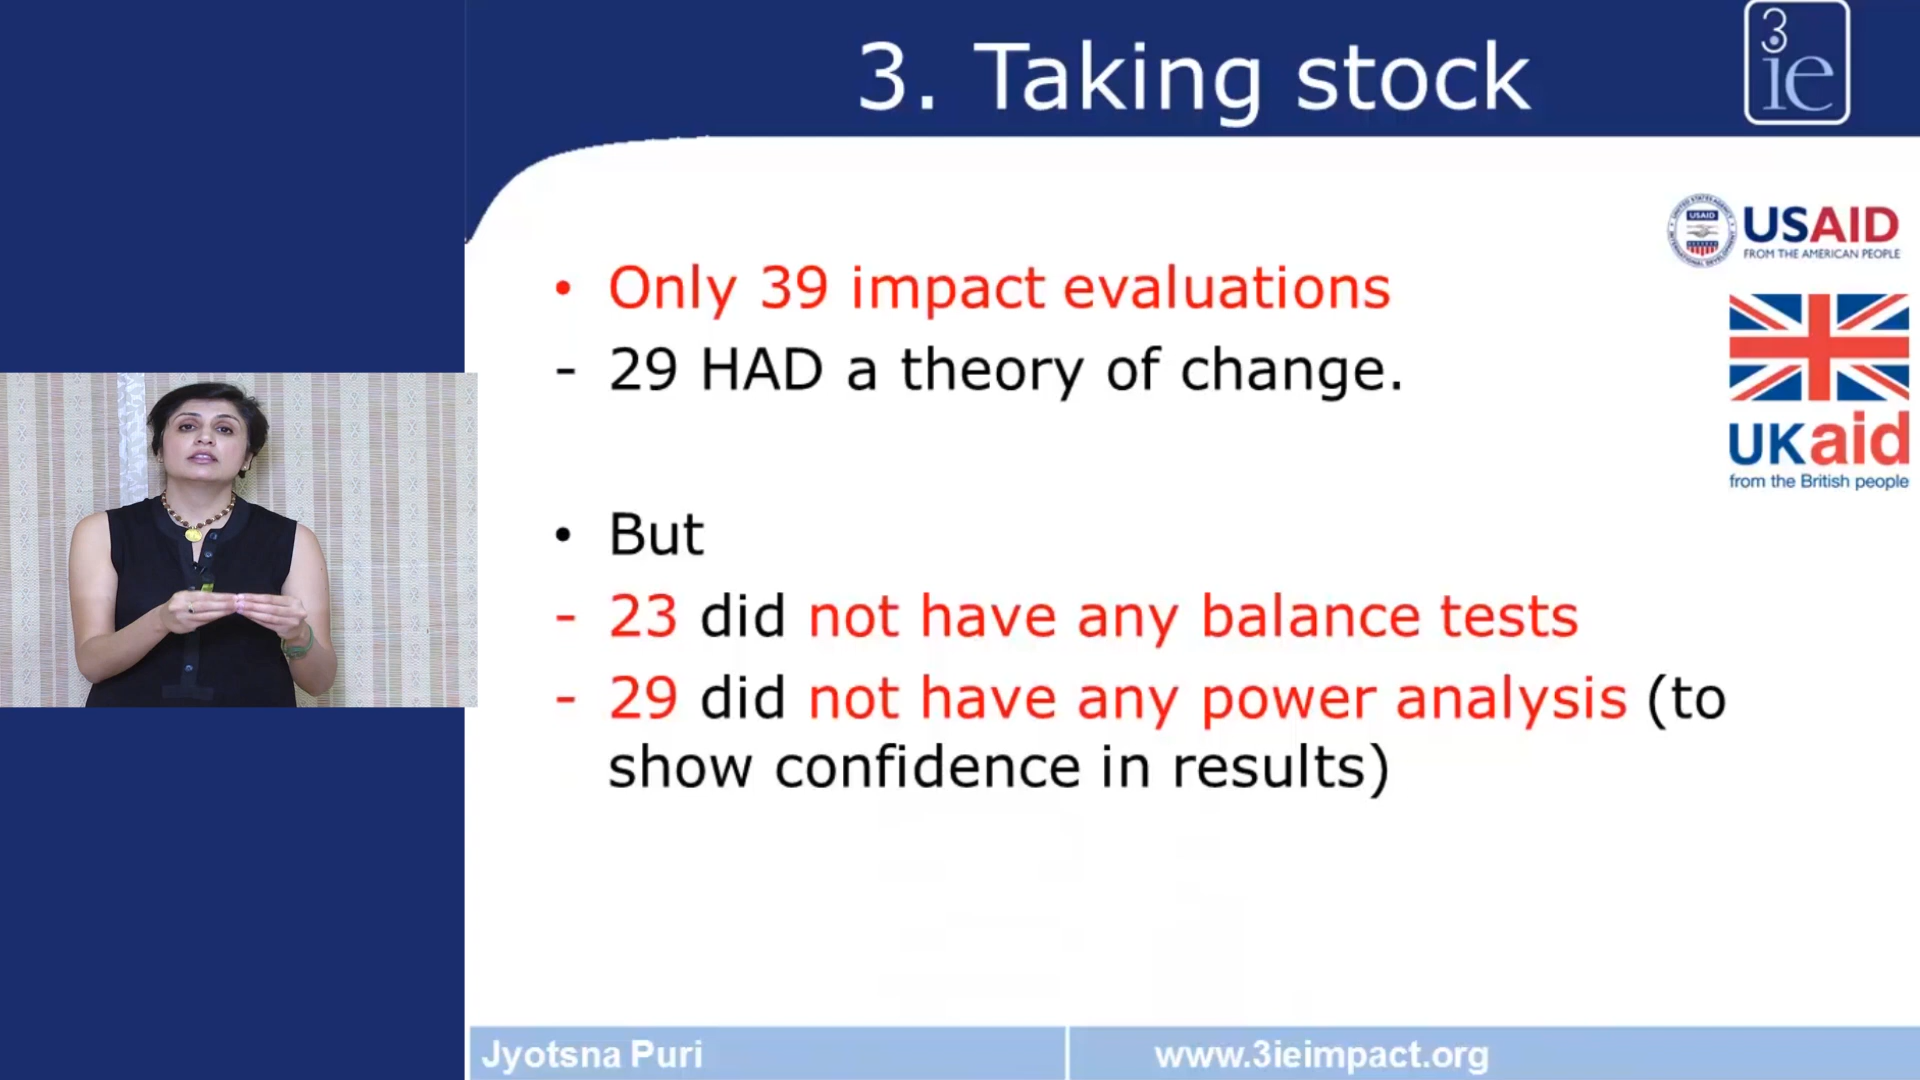 3. Taking stock
3
ie
USAID
USAID
FROM THE AMERICAN PEOPLE
• Only 39 impact evaluations
- 29 HAD a theory of change.
UKaid
from the British people
• But
- 23 did not have any balance tests
- 29 did not have any power analysis (to
show confidence in results)
Jyotsna Puri
www.3ieimpact.org